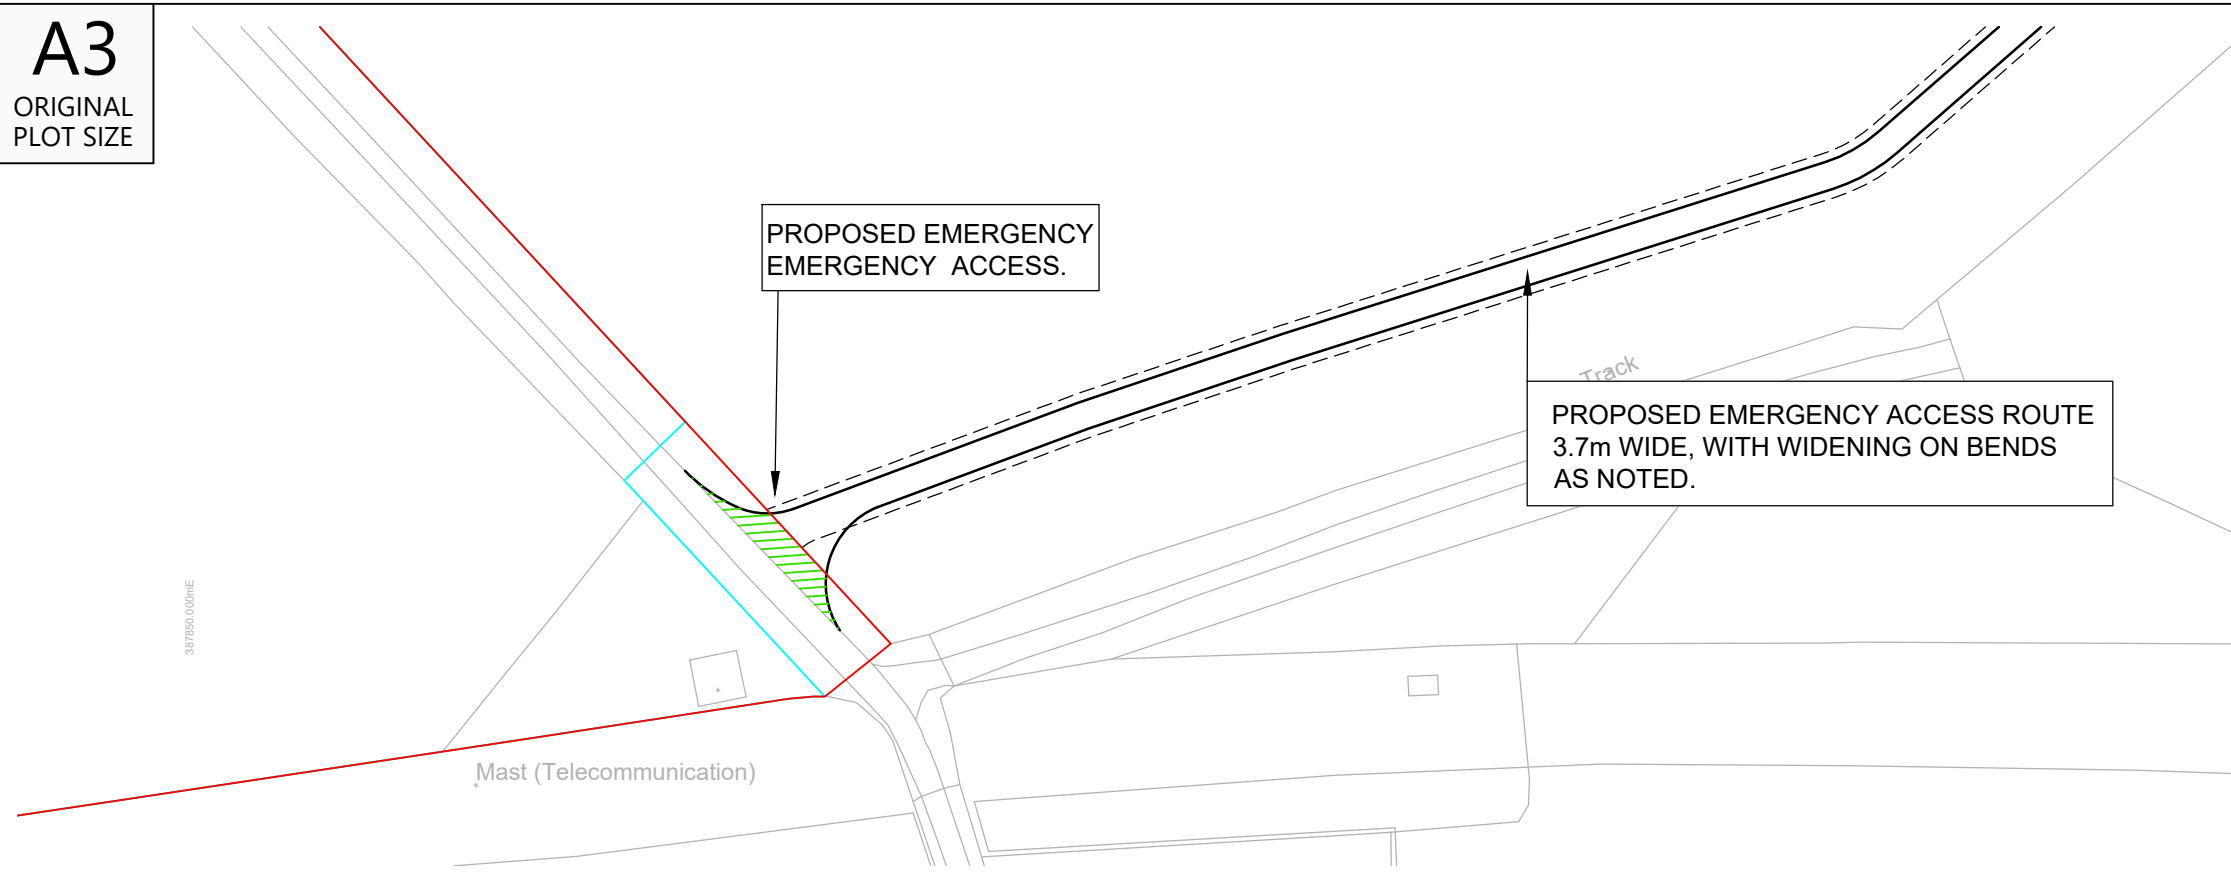 A3
ORIGINAL
PLOT SIZE
PROPOSED EMERGENCY
EMERGENCY ACCESS.
Track
PROPOSED EMERGENCY ACCESS ROUTE
3.7m WIDE, WITH WIDENING ON BENDS
AS NOTED.
387850.000mE
Mast (Telecommunication)